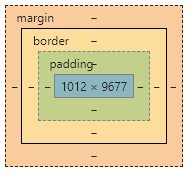 margin –
border –
padding –
– – – 1012 × 9677 – – –
–
–
–